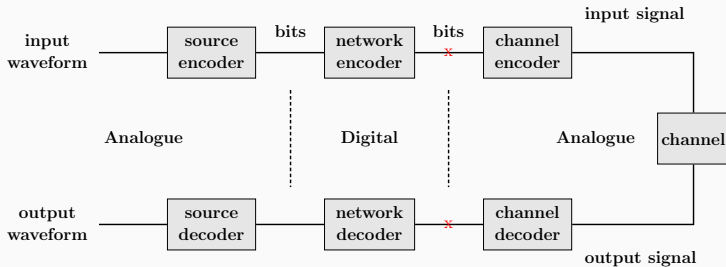 input signal
bits
bits
input
waveform
source
encoder
network
encoder
x
channel
encoder
Analogue
Digital
Analogue
channel
output
waveform
source
decoder
network
decoder
x
channel
decoder
output signal